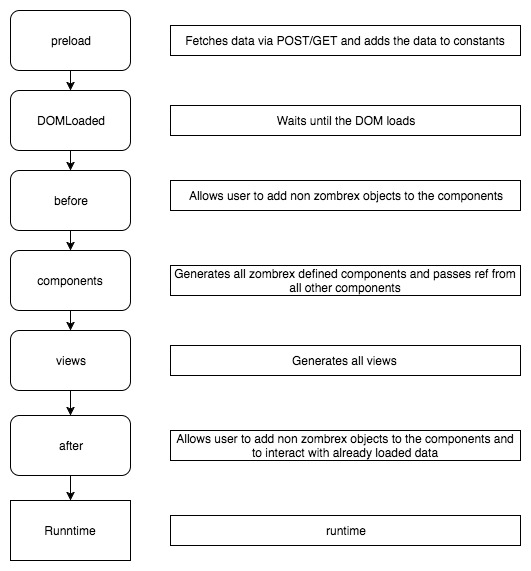 preload
Fetches data via POST/GET and adds the data to constants
DOMLoaded
Waits until the DOM loads
before
Allows user to add non zombrex objects to the components
components
Generates all zombrex defined components and passes ref from
all other components
views
Generates all views
after
Allows user to add non zombrex objects to the components and
to interact with already loaded data
Runntime
runtime